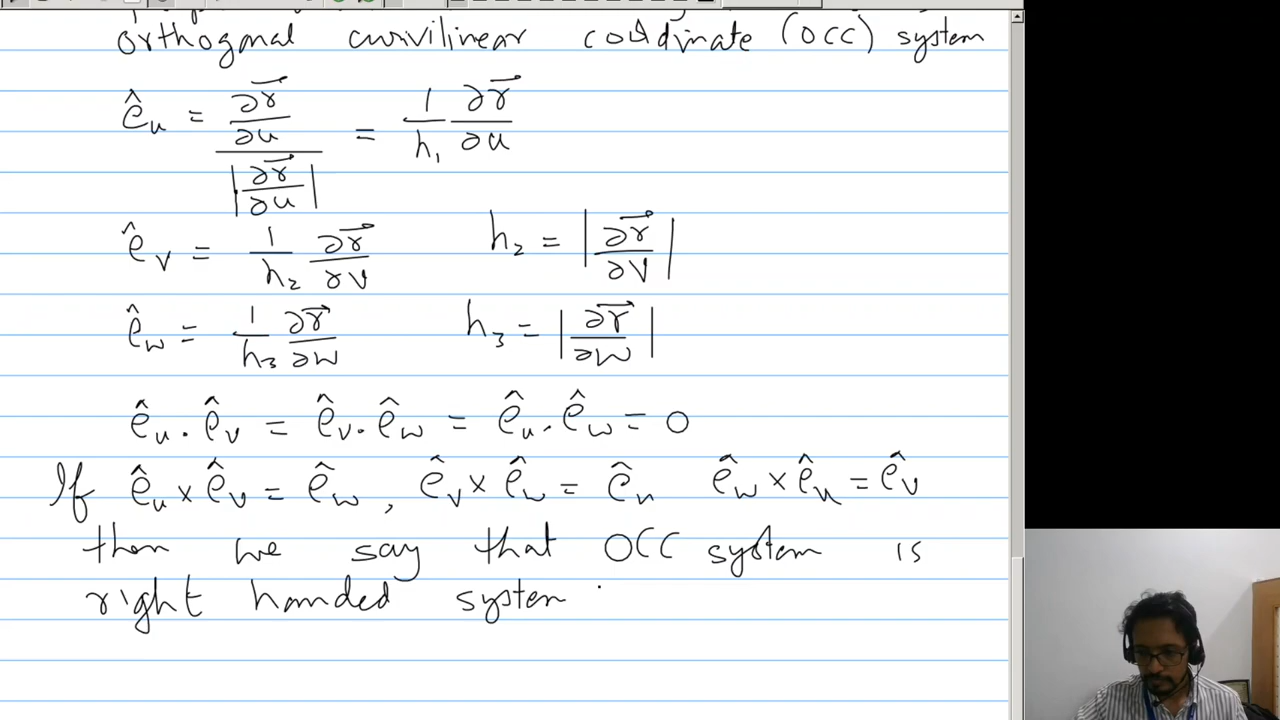 orthogonal curvilinear coordinate (OCC) system
ê_u = (∂r⃗/∂u) / |∂r⃗/∂u| = 1/h₁ ∂r⃗/∂u
ê_v = 1/h₂ ∂r⃗/∂v h₂ = |∂r⃗/∂v|
ê_w = 1/h₃ ∂r⃗/∂w h₃ = |∂r⃗/∂w|
ê_u . ê_v = ê_v . ê_w = ê_u . ê_w = 0
If ê_u × ê_v = ê_w , ê_v × ê_w = ê_u ê_w × ê_u = ê_v
then we say that OCC system is
right handed system .